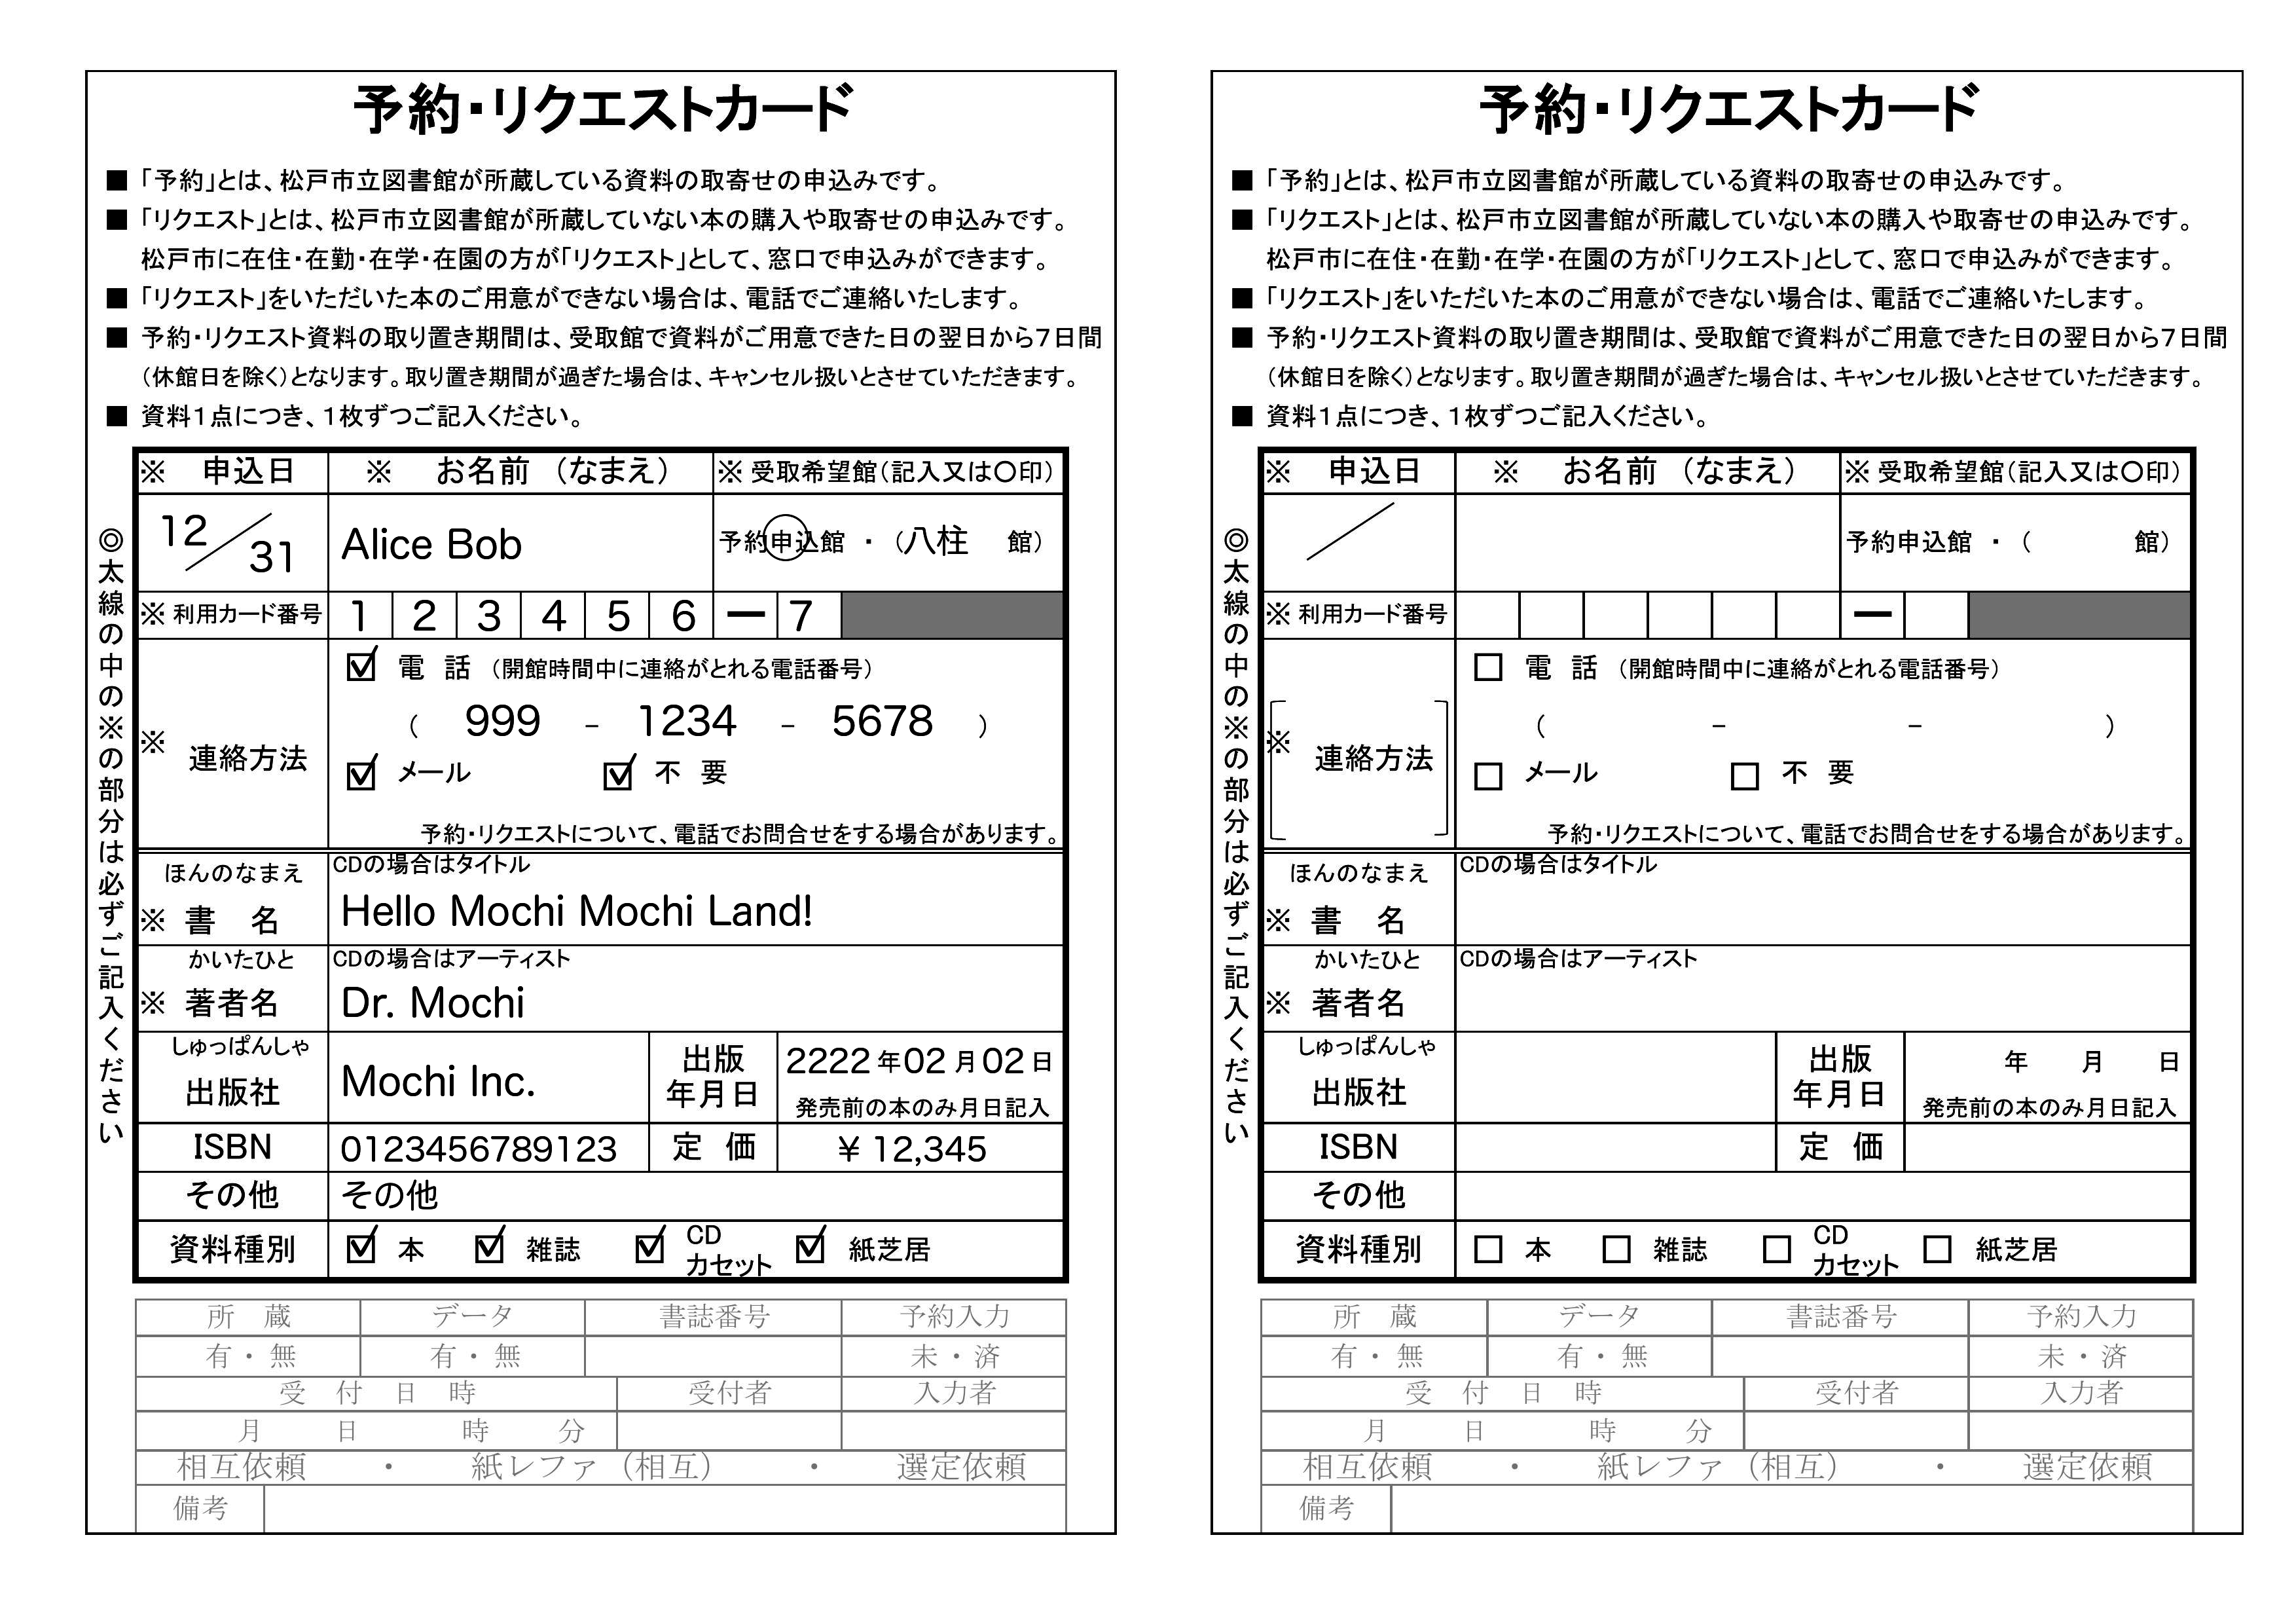 予約・リクエストカード
■ 「予約」とは、松戸市立図書館が所蔵している資料の取寄せの申込みです。
■ 「リクエスト」とは、松戸市立図書館が所蔵していない本の購入や取寄せの申込みです。
松戸市に在住・在勤・在学・在園の方が「リクエスト」として、窓口で申込みができます。
■ 「リクエスト」をいただいた本のご用意ができない場合は、電話でご連絡いたします。
■ 予約・リクエスト資料の取り置き期間は、受取館で資料がご用意できた日の翌日から7日間
（休館日を除く）となります。取り置き期間が過ぎた場合は、キャンセル扱いとさせていただきます。
■ 資料1点につき、1枚ずつご記入ください。
◎太線の中の※の部分は必ずご記入ください
※ 申込日 ※ お名前（なまえ） ※ 受取希望館（記入又は〇印）
12／31 Alice Bob 予約申込館 ・（八柱 館）
※ 利用カード番号 1 2 3 4 5 6 ー 7
※ 連絡方法
☑ 電 話 （開館時間中に連絡がとれる電話番号）
（ 999 － 1234 － 5678 ）
☑ メール ☑ 不 要
予約・リクエストについて、電話でお問合せをする場合があります。
ほんのなまえ CDの場合はタイトル
※ 書 名 Hello Mochi Mochi Land!
かいたひと CDの場合はアーティスト
※ 著者名 Dr. Mochi
しゅっぱんしゃ
出版社 Mochi Inc. 出版年月日 2222 年 02 月 02 日
発売前の本のみ月日記入
ISBN 0123456789123 定 価 ¥ 12,345
その他 その他
資料種別 ☑ 本 ☑ 雑誌 ☑ CDカセット ☑ 紙芝居
所 蔵 データ 書誌番号 予約入力
有・無 有・無 未・済
受 付 日 時 受付者 入力者
月 日 時 分
相互依頼 ・ 紙レファ（相互） ・ 選定依頼
備考
予約・リクエストカード
■ 「予約」とは、松戸市立図書館が所蔵している資料の取寄せの申込みです。
■ 「リクエスト」とは、松戸市立図書館が所蔵していない本の購入や取寄せの申込みです。
松戸市に在住・在勤・在学・在園の方が「リクエスト」として、窓口で申込みができます。
■ 「リクエスト」をいただいた本のご用意ができない場合は、電話でご連絡いたします。
■ 予約・リクエスト資料の取り置き期間は、受取館で資料がご用意できた日の翌日から7日間
（休館日を除く）となります。取り置き期間が過ぎた場合は、キャンセル扱いとさせていただきます。
■ 資料1点につき、1枚ずつご記入ください。
◎太線の中の※の部分は必ずご記入ください
※ 申込日 ※ お名前（なまえ） ※ 受取希望館（記入又は〇印）
／ 予約申込館 ・（ 館）
※ 利用カード番号 ー
※ 連絡方法
□ 電 話 （開館時間中に連絡がとれる電話番号）
（ － － ）
□ メール □ 不 要
予約・リクエストについて、電話でお問合せをする場合があります。
ほんのなまえ CDの場合はタイトル
※ 書 名
かいたひと CDの場合はアーティスト
※ 著者名
しゅっぱんしゃ
出版社 出版年月日 年 月 日
発売前の本のみ月日記入
ISBN 定 価
その他
資料種別 □ 本 □ 雑誌 □ CDカセット □ 紙芝居
所 蔵 データ 書誌番号 予約入力
有・無 有・無 未・済
受 付 日 時 受付者 入力者
月 日 時 分
相互依頼 ・ 紙レファ（相互） ・ 選定依頼
備考